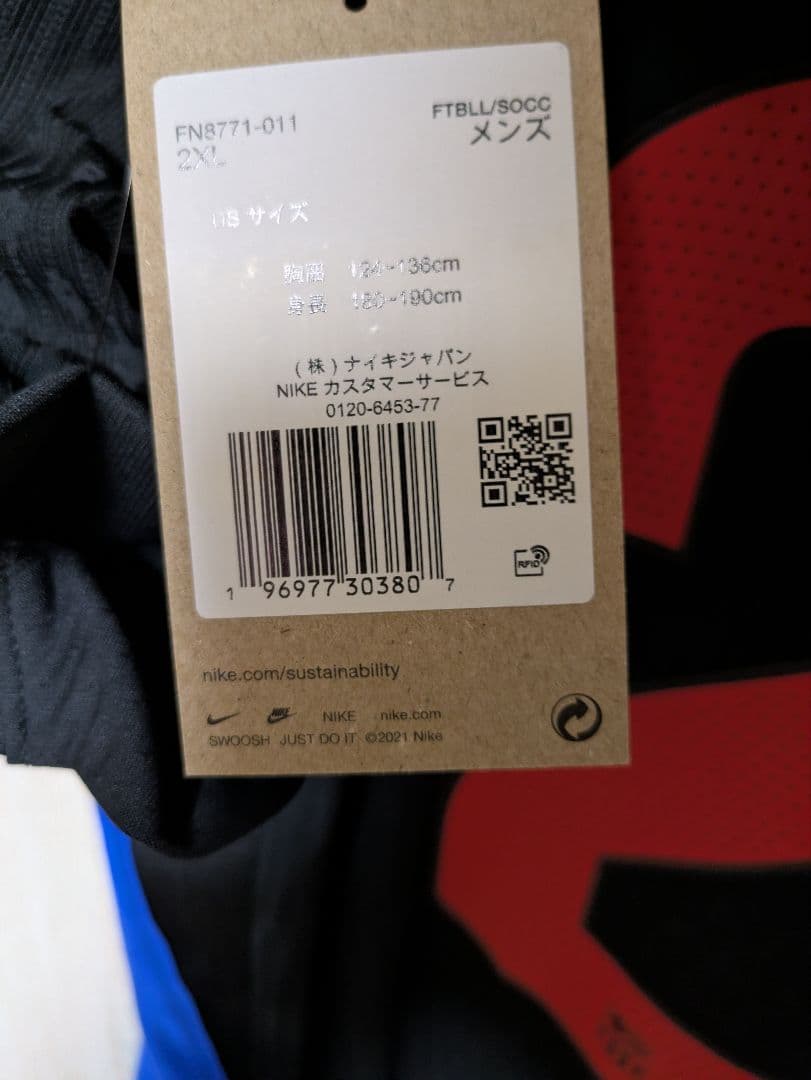 FN8771-011
FTBLL/SOCC
2XL
メンズ
US サイズ
胸囲 124~136cm
身長 180~190cm
(株)ナイキジャパン
NIKE カスタマーサービス
0120-6453-77
RFID
1 96977 30380 7
nike.com/sustainability
NIKE nike.com
SWOOSH JUST DO IT ©2021 Nike